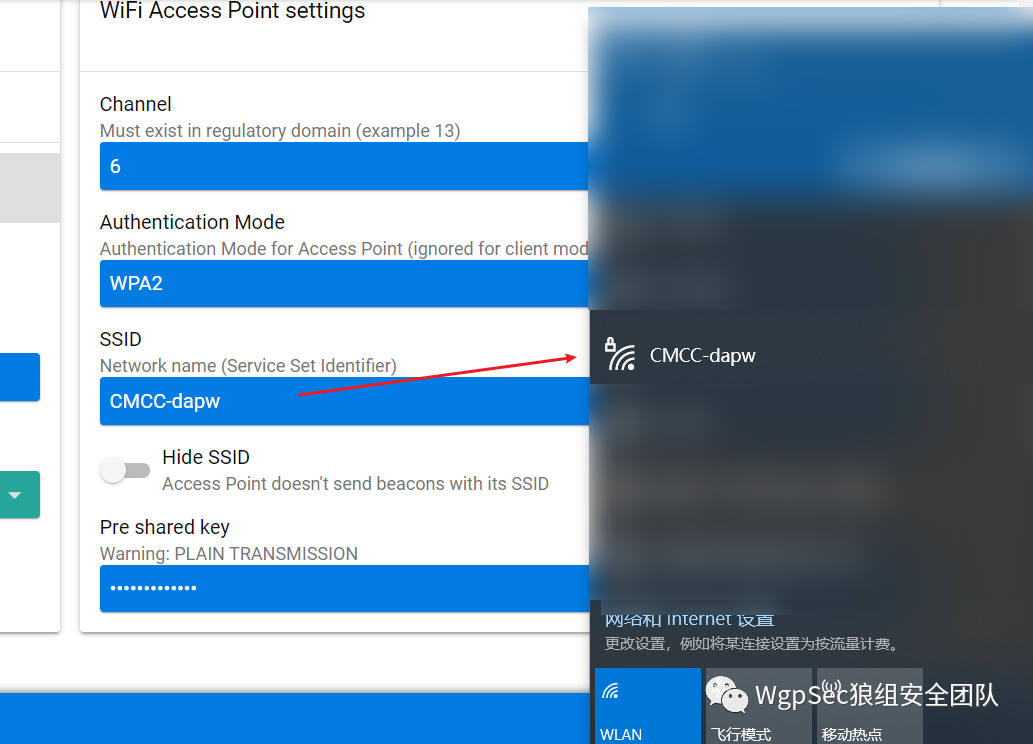 WiFi Access Point settings
Channel
Must exist in regulatory domain (example 13)
6
Authentication Mode
Authentication Mode for Access Point (ignored for client mod
WPA2
SSID
Network name (Service Set Identifier)
CMCC-dapw
Hide SSID
Access Point doesn't send beacons with its SSID
Pre shared key
Warning: PLAIN TRANSMISSION
•••••••••••••
CMCC-dapw
网络和 Internet 设置
更改设置，例如将某连接设置为按流量计费。
WgpSec狼组安全团队
WLAN
飞行模式
移动热点